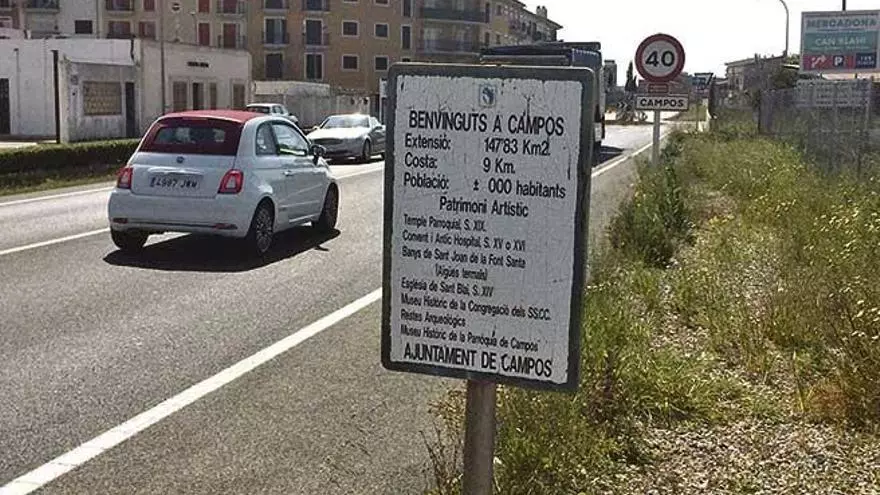 BENVINGUTS A CAMPOS
Extensió: 147'83 Km2.
Costa: 9 Km.
Població: ± 000 habitants
Patrimoni Artístic
Temple Parroquial, S. XIX.
Convent i Antic Hospital, S. XV o XVI
Banys de Sant Joan de la Font Santa
(Aigües termals)
Església de Sant Blai, S. XIV
Museu Històric de la Congregació dels SS.CC.
Restes Arqueològics
Museu Històric de la Parròquia de Campos
AJUNTAMENT DE CAMPOS
40
CAMPOS
MERCADONA
CAN BLAHI
P
4987 JWW